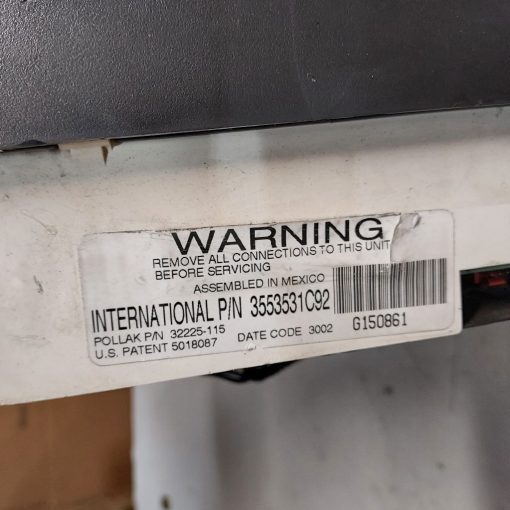 WARNING
REMOVE ALL CONNECTIONS TO THIS UNIT
BEFORE SERVICING
ASSEMBLED IN MEXICO
INTERNATIONAL P/N 3553531C92
POLLAK P/N 32225-115
U.S. PATENT 5018087 DATE CODE 3002 G150861